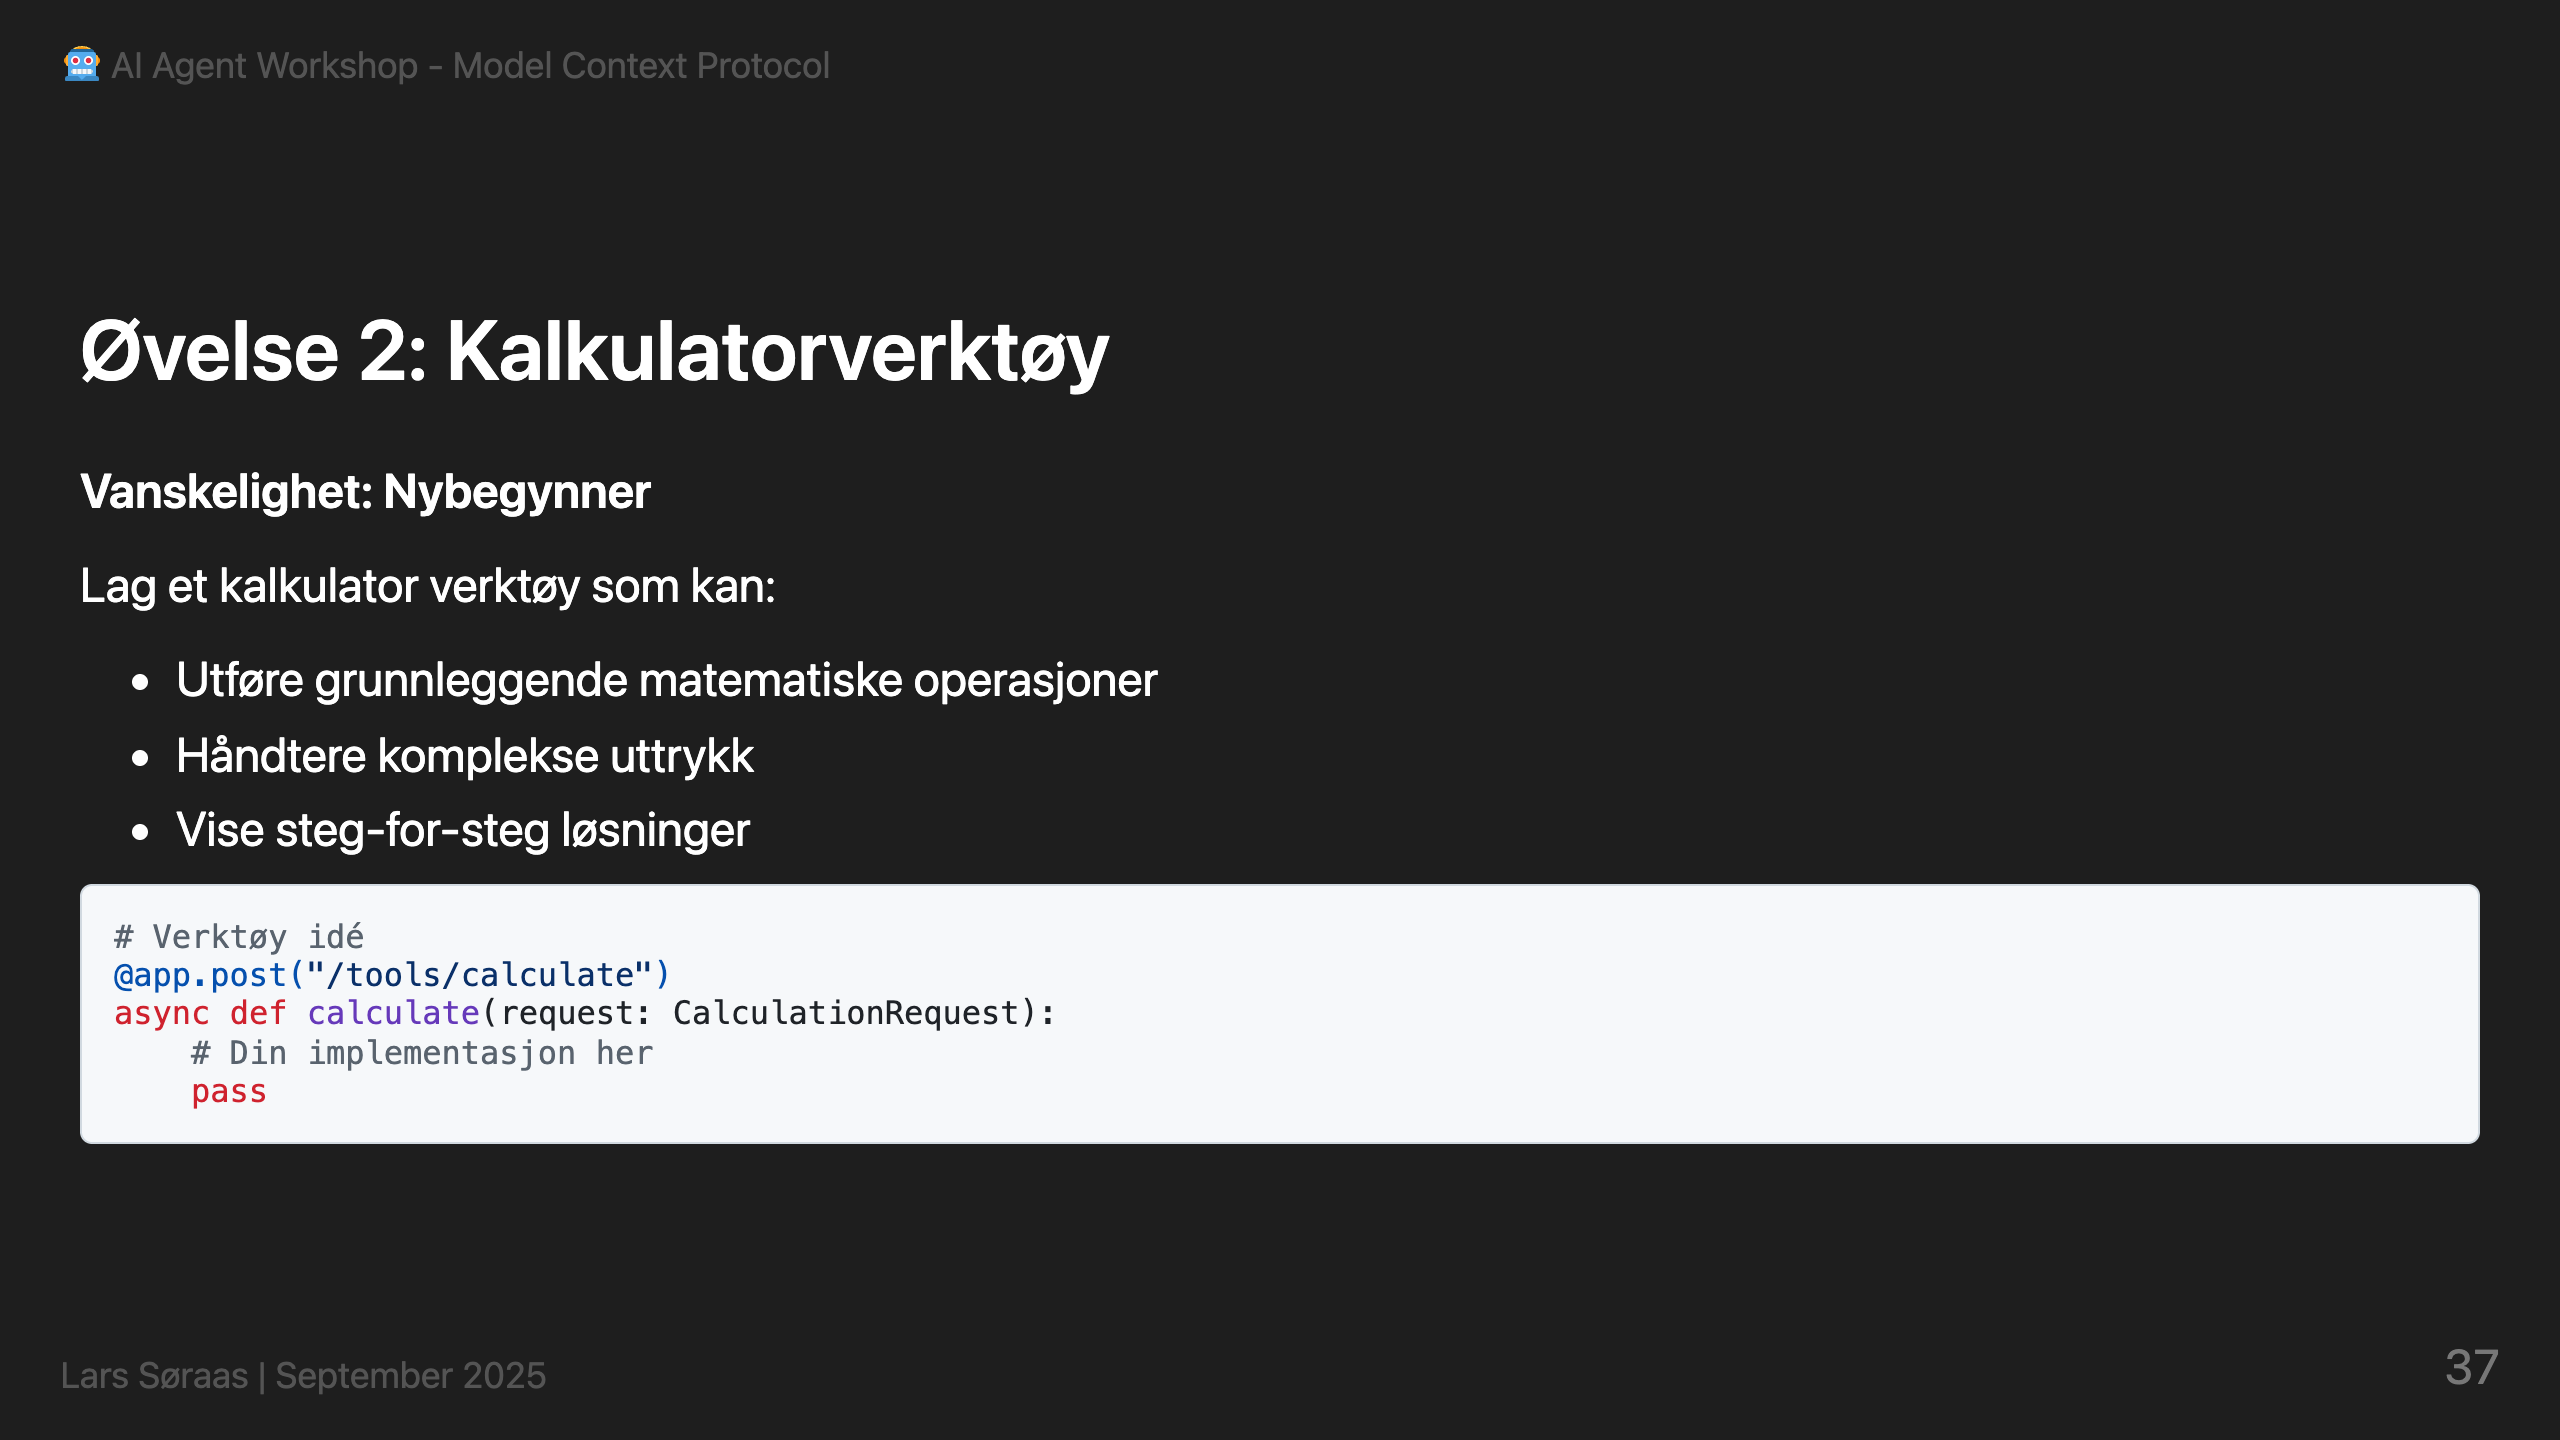 AI Agent Workshop - Model Context Protocol
Øvelse 2: Kalkulatorverktøy
Vanskelighet: Nybegynner
Lag et kalkulator verktøy som kan:
• Utføre grunnleggende matematiske operasjoner
• Håndtere komplekse uttrykk
• Vise steg-for-steg løsninger
# Verktøy idé
@app.post("/tools/calculate")
async def calculate(request: CalculationRequest):
    # Din implementasjon her
    pass
Lars Søraas | September 2025
37